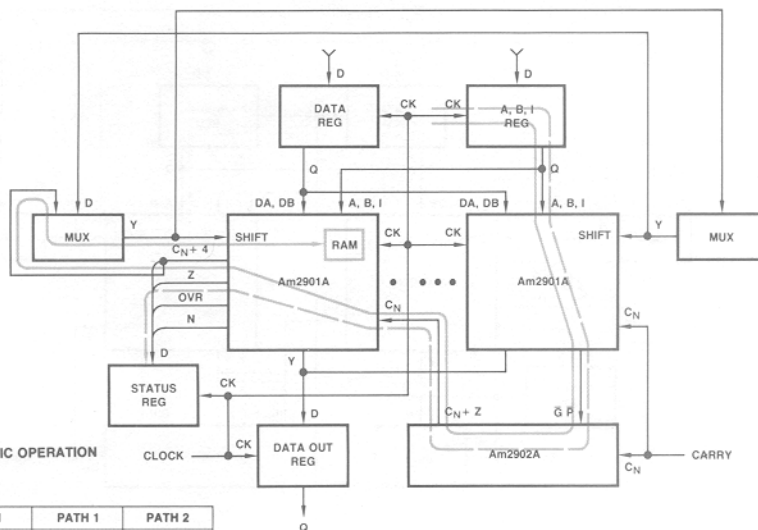 D
D
DATA
REG
CK
CK
A, B, I
REG
Q
Q
D
DA, DB
A, B, I
DA, DB
A, B, I
MUX
Y
SHIFT
RAM
CK
CK
SHIFT
Y
MUX
CN + 4
Z
OVR
N
Am2901A
Am2901A
CN
CN
D
Y
STATUS
REG
CK
D
CN + Z
G P
CLOCK
CK
DATA OUT
REG
Am2902A
CN
CARRY
IC OPERATION
Q
PATH 1
PATH 2